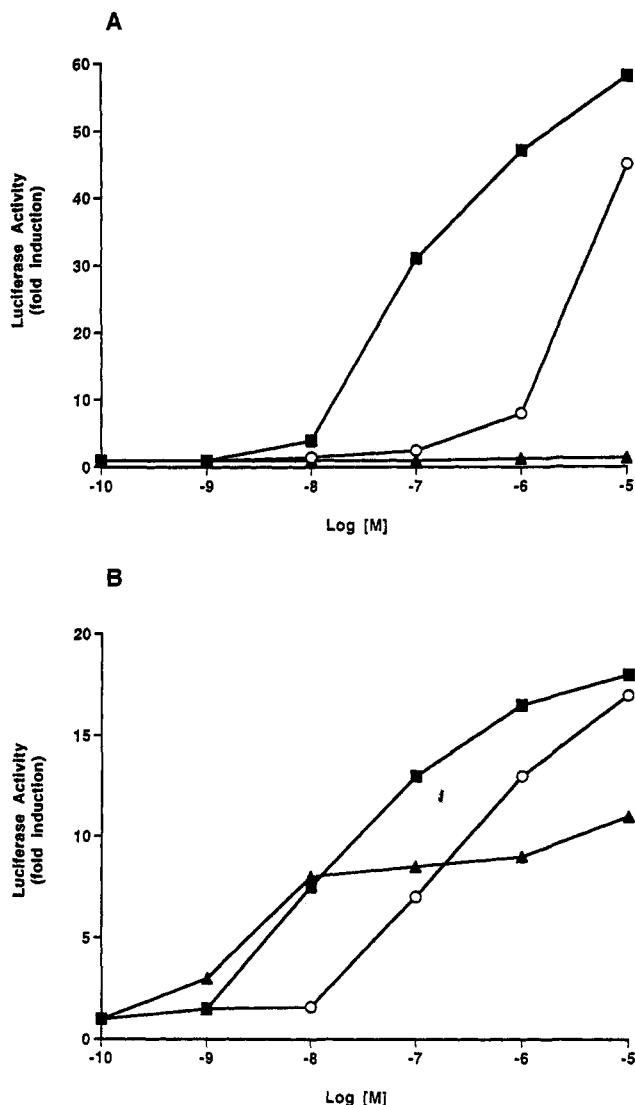 A
60
50
40
30
20
10
0
Luciferase Activity
(fold induction)
-10 -9 -8 -7 -6 -5
Log [M]
B
20
15
10
5
0
Luciferase Activity
(fold induction)
-10 -9 -8 -7 -6 -5
Log [M]